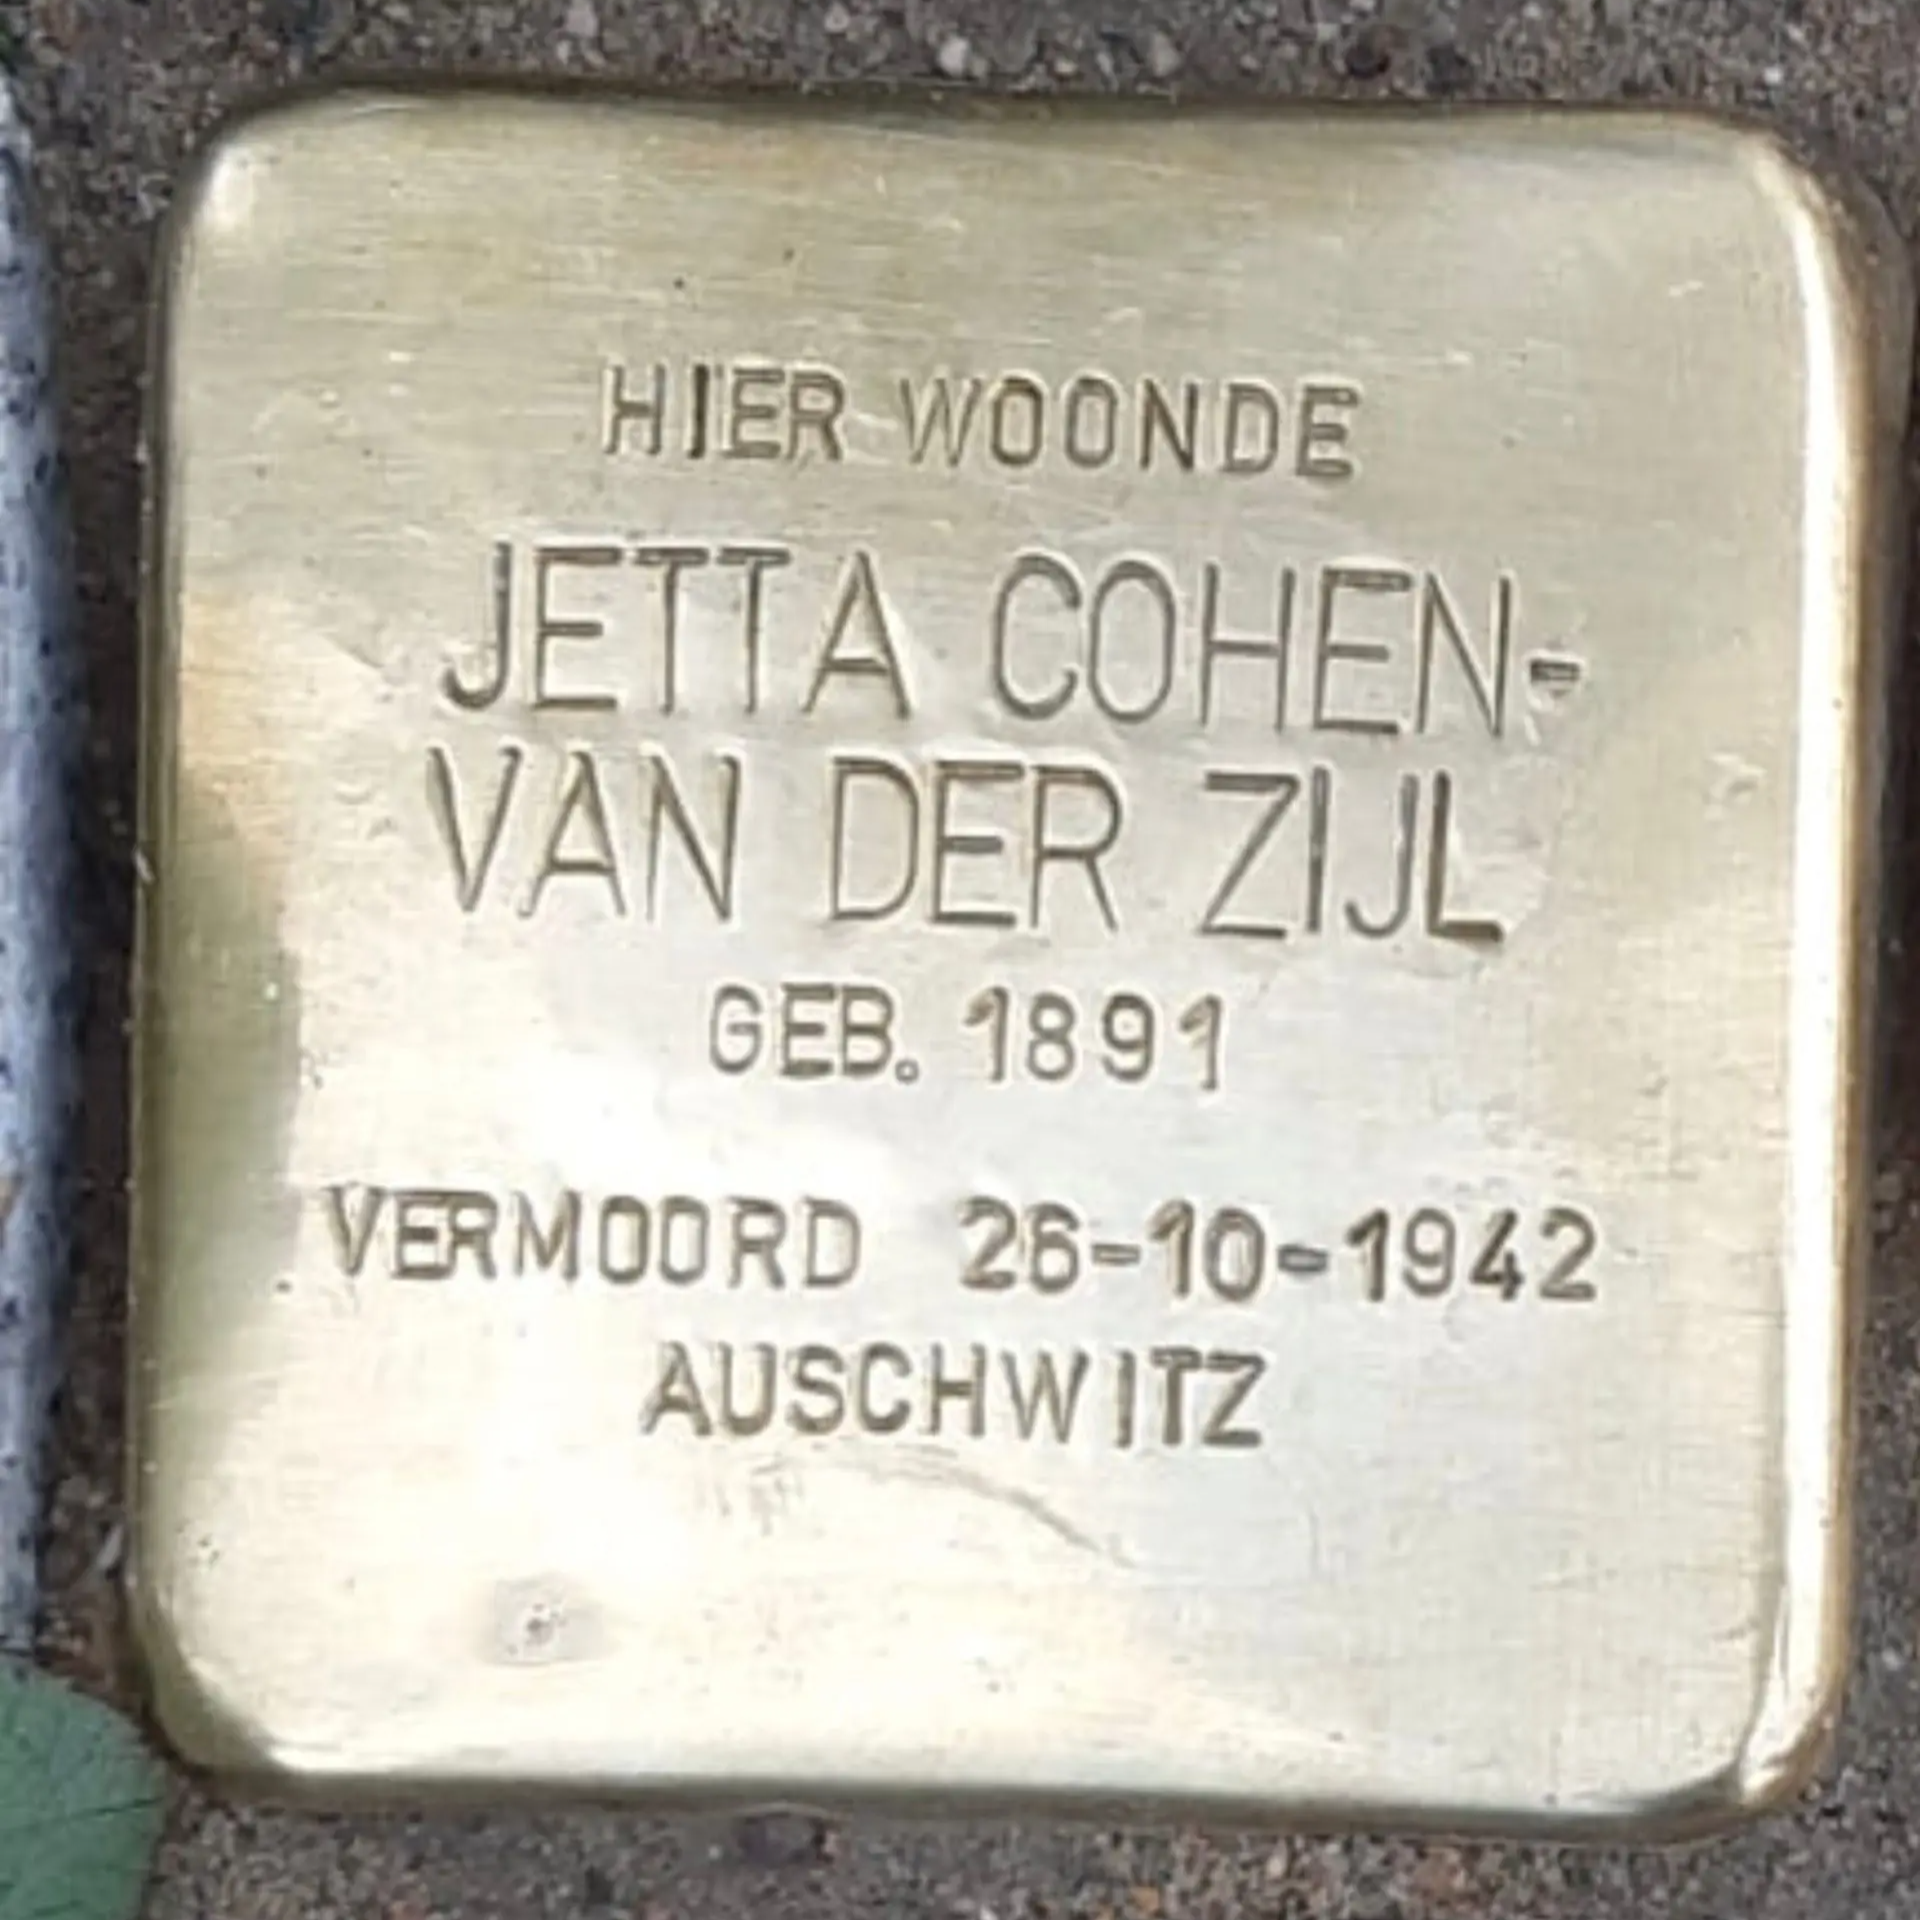 HIER WOONDE
JETTA COHEN-
VAN DER ZIJL
GEB. 1891
VERMOORD 26-10-1942
AUSCHWITZ